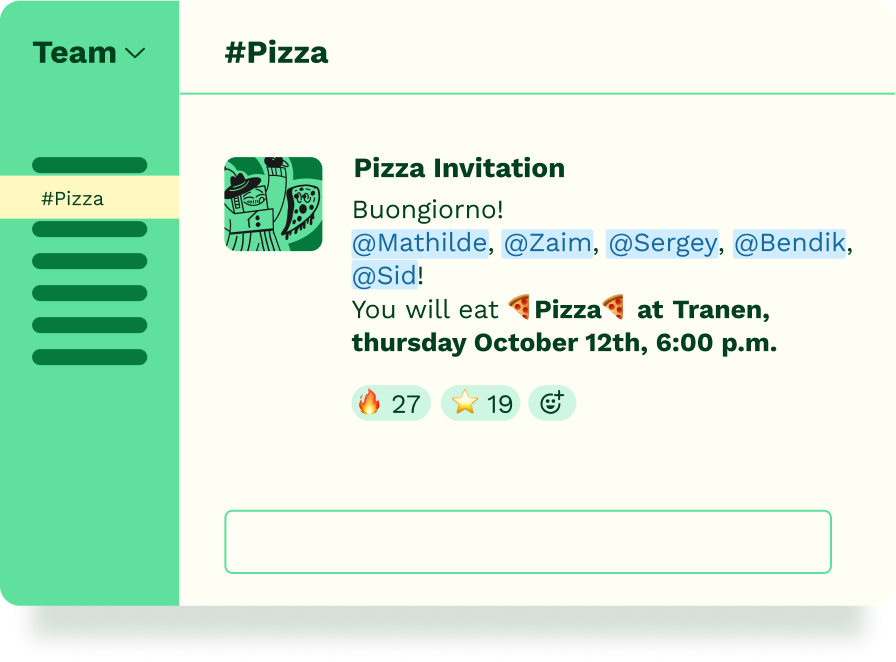 Team
#Pizza
#Pizza
Pizza Invitation
Buongiorno!
@Mathilde, @Zaim, @Sergey, @Bendik,
@Sid!
You will eat 🍕Pizza🍕 at Tranen,
thursday October 12th, 6:00 p.m.
🔥 27 ⭐ 19